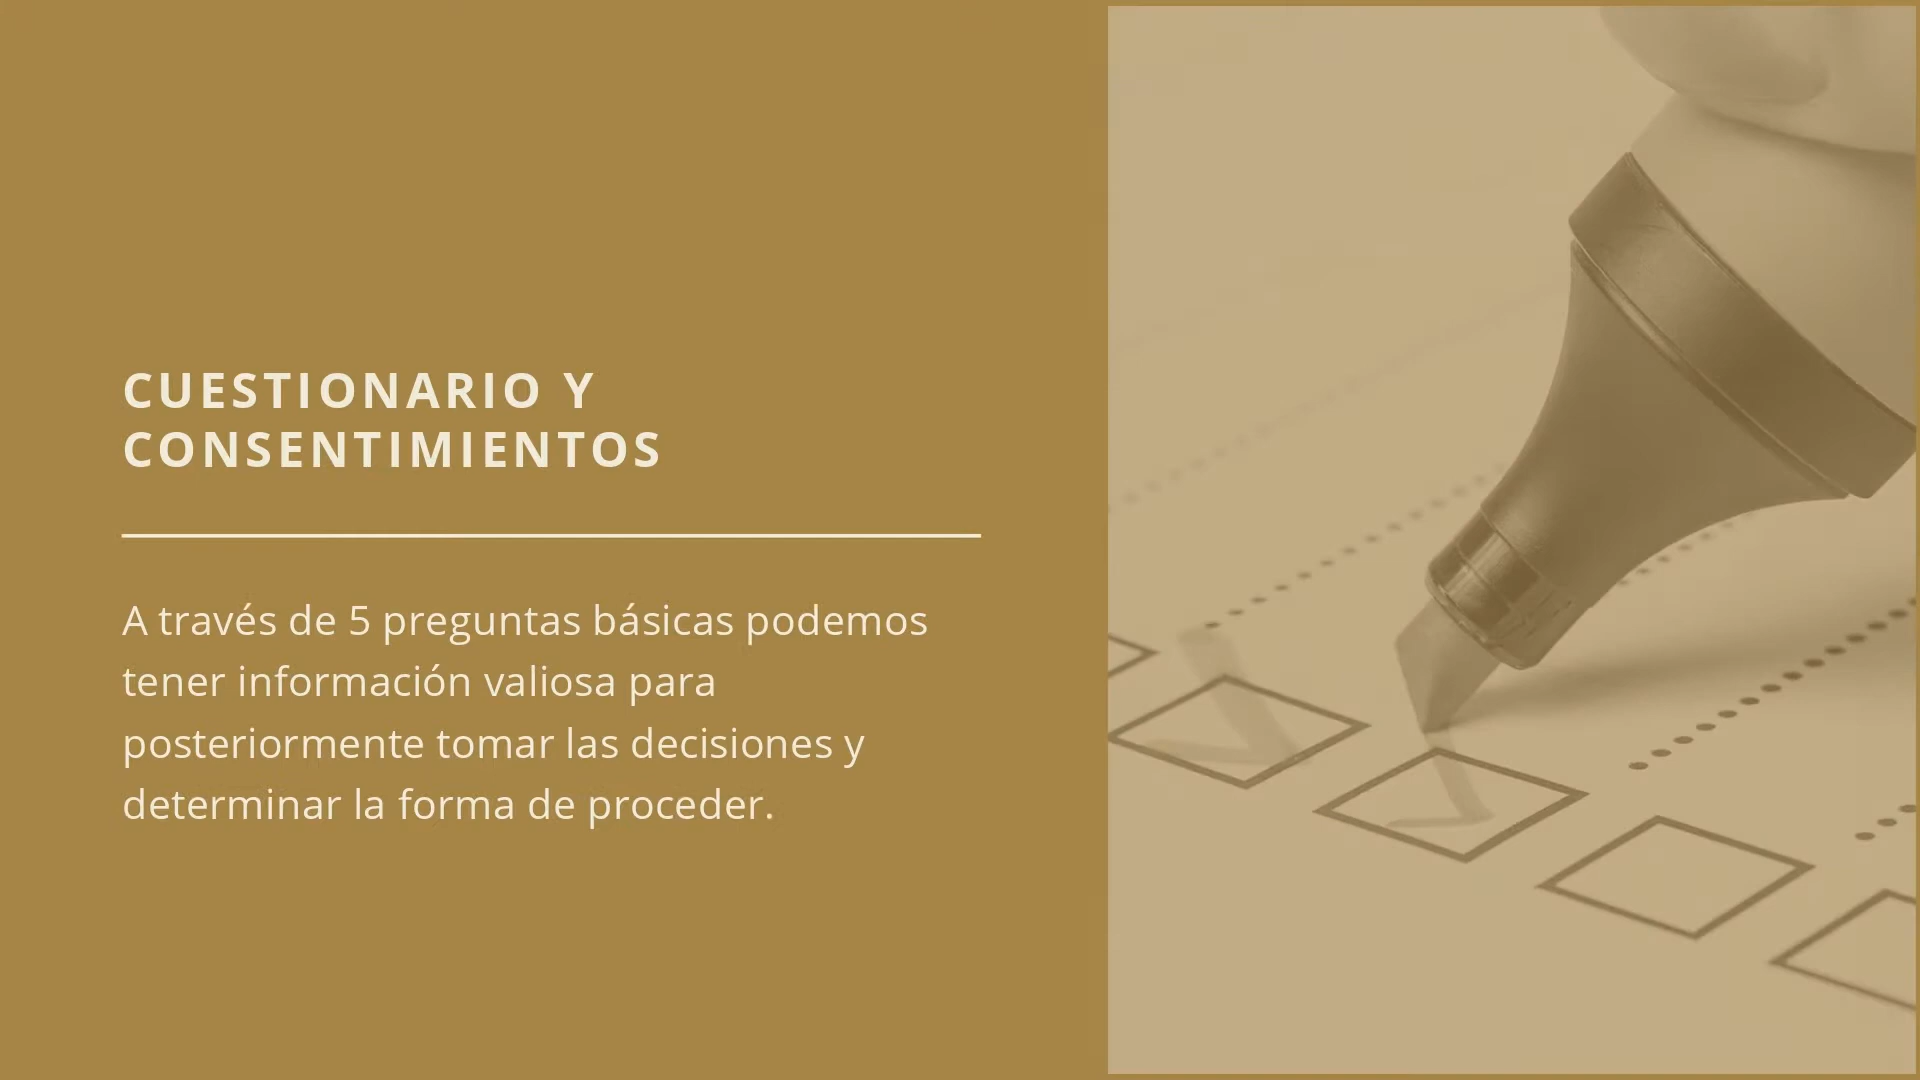 CUESTIONARIO Y
CONSENTIMIENTOS
A través de 5 preguntas básicas podemos
tener información valiosa para
posteriormente tomar las decisiones y
determinar la forma de proceder.